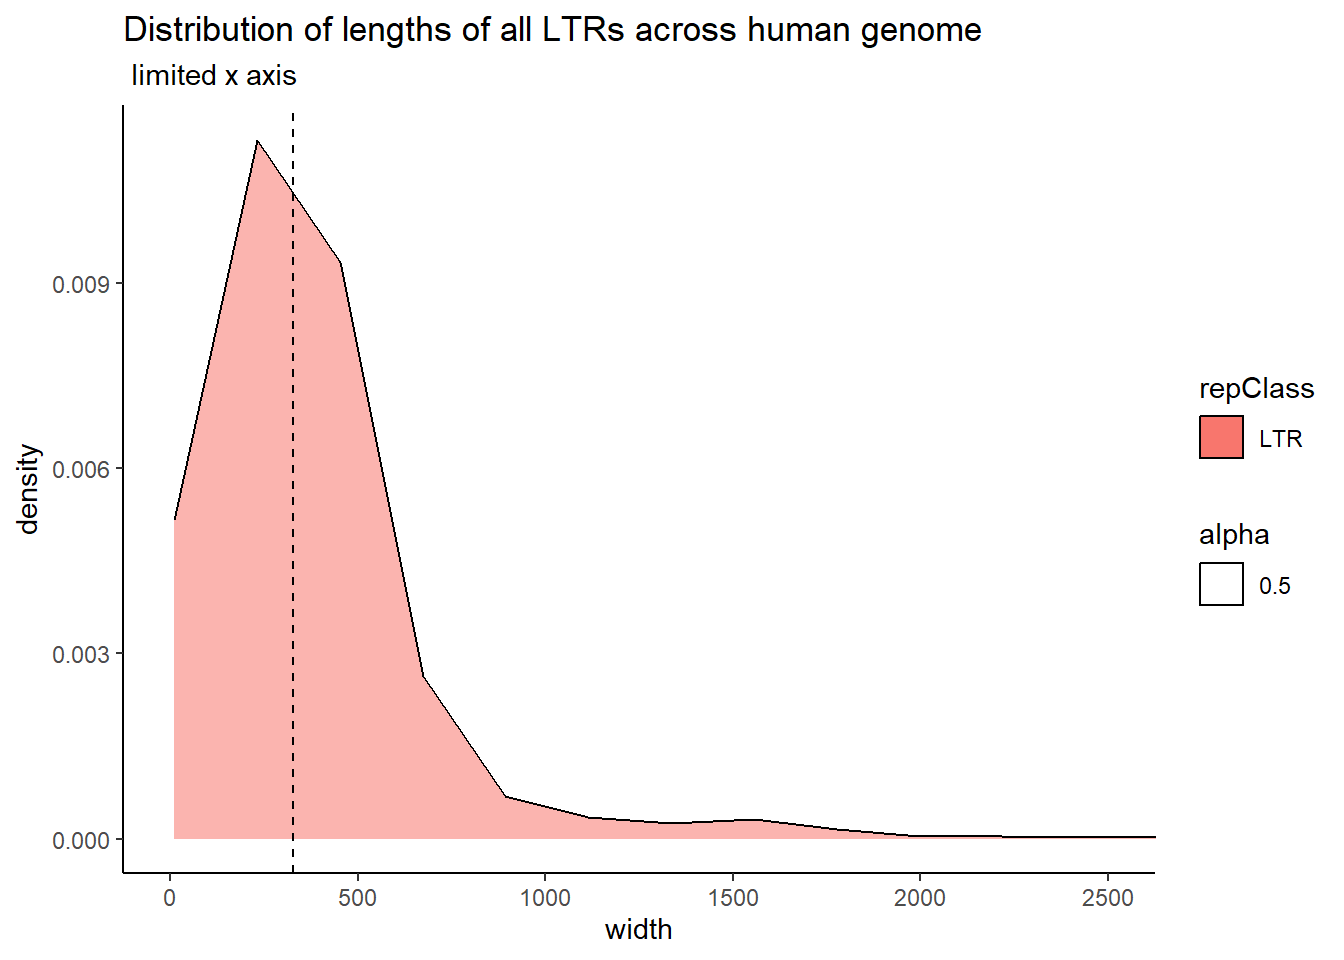 Distribution of lengths of all LTRs across human genome
limited x axis
density
0.009
0.006
0.003
0.000
0 500 1000 1500 2000 2500
width
repClass
LTR
alpha
0.5